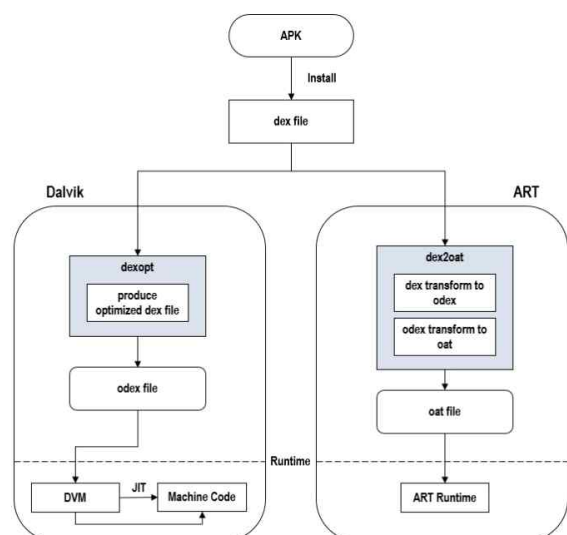 APK
Install
dex file
Dalvik
ART
dexopt
produce
optimized dex file
dex2oat
dex transform to
odex
odex transform to
oat
odex file
oat file
Runtime
DVM
JIT
Machine Code
ART Runtime